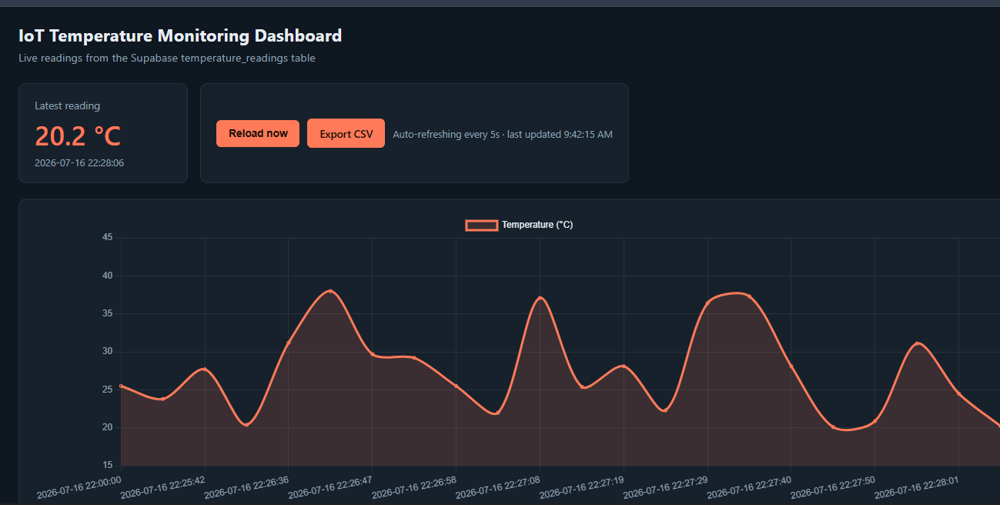 IoT Temperature Monitoring Dashboard
Live readings from the Supabase temperature_readings table
Latest reading
20.2 °C
2026-07-16 22:28:06
Reload now
Export CSV
Auto-refreshing every 5s · last updated 9:42:15 AM
Temperature (°C)
45
40
35
30
25
20
15
2026-07-16 22:00:00
2026-07-16 22:25:42
2026-07-16 22:26:36
2026-07-16 22:26:47
2026-07-16 22:26:58
2026-07-16 22:27:08
2026-07-16 22:27:19
2026-07-16 22:27:29
2026-07-16 22:27:40
2026-07-16 22:27:50
2026-07-16 22:28:01